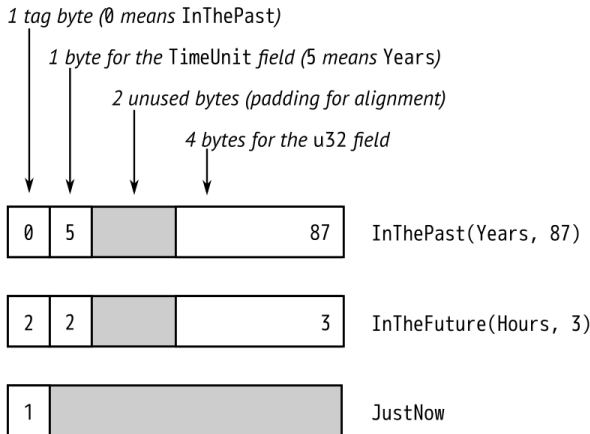 1 tag byte (0 means InThePast)
1 byte for the TimeUnit field (5 means Years)
2 unused bytes (padding for alignment)
4 bytes for the u32 field
0 5 87 InThePast(Years, 87)
2 2 3 InTheFuture(Hours, 3)
1 JustNow